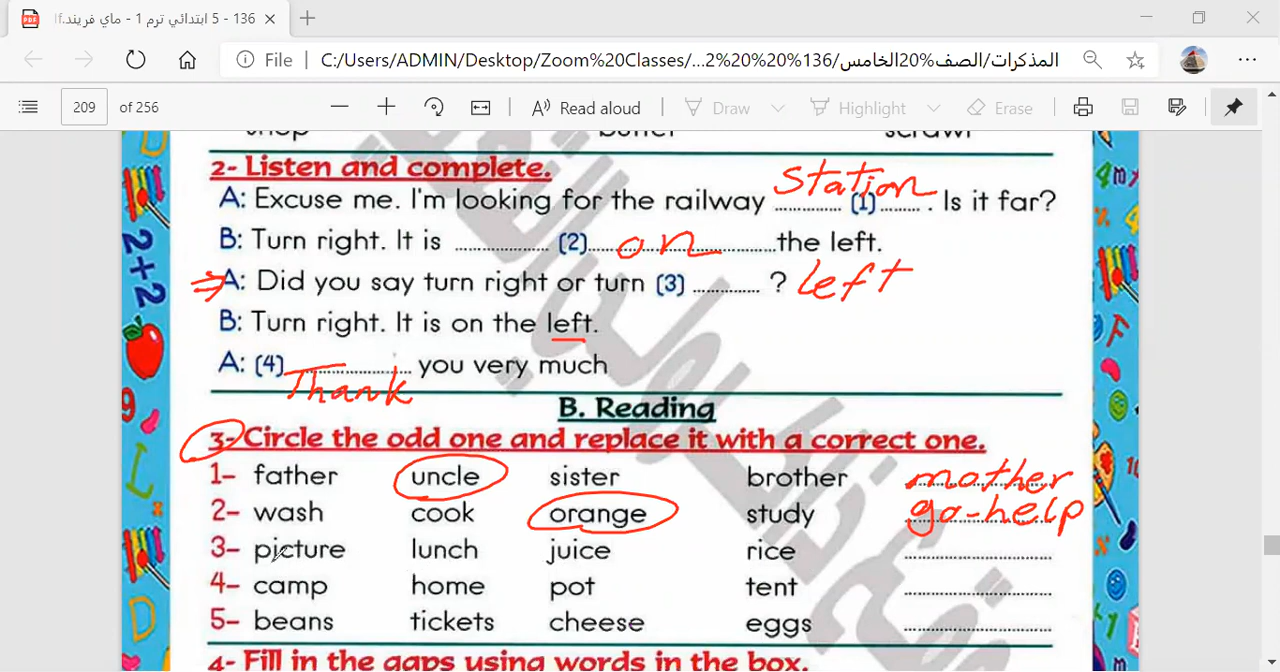 136 - 5 ابتدائي ترم 1 - ماي فريند.lf
File
C:/Users/ADMIN/Desktop/Zoom%20Classes/...المذكرات/الصف%20الخامس/136%20%20%202
209 of 256
Read aloud
Draw
Highlight
Erase
2- Listen and complete.
A: Excuse me. I'm looking for the railway ............ (1)........ . Is it far?
station
B: Turn right. It is ................ (2)..... on ...........the left.
A: Did you say turn right or turn (3) ............. ? left
B: Turn right. It is on the left.
A: (4) ..................... you very much
Thank
B. Reading
3- Circle the odd one and replace it with a correct one.
1- father uncle sister brother mother
2- wash cook orange study go-help
3- picture lunch juice rice ........................
4- camp home pot tent ........................
5- beans tickets cheese eggs ........................
4- Fill in the gaps using words in the box.